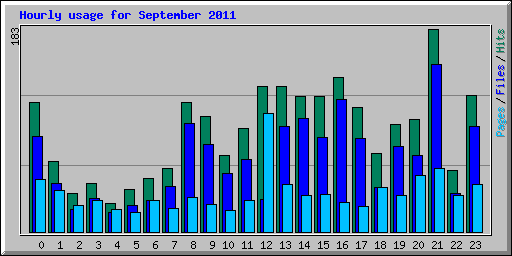 Hourly usage for September 2011
183
Pages / Files / Hits
0 1 2 3 4 5 6 7 8 9 10 11 12 13 14 15 16 17 18 19 20 21 22 23